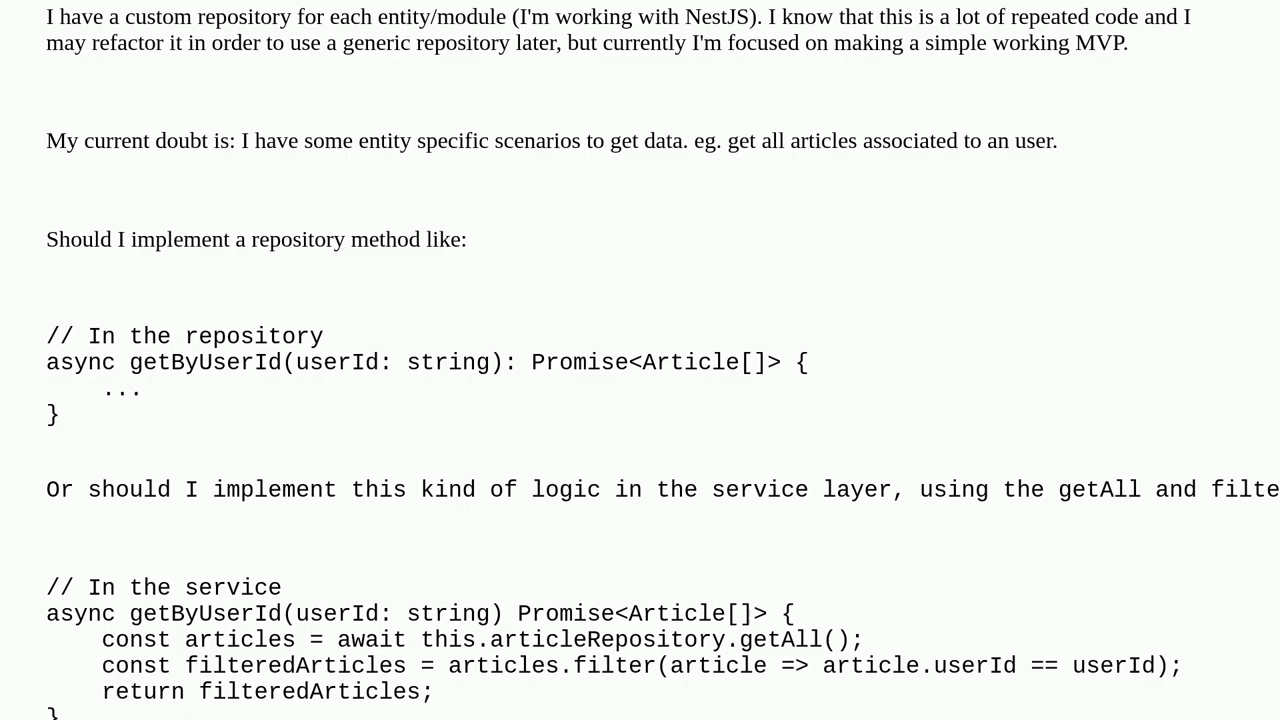 I have a custom repository for each entity/module (I'm working with NestJS). I know that this is a lot of repeated code and I
may refactor it in order to use a generic repository later, but currently I'm focused on making a simple working MVP.
My current doubt is: I have some entity specific scenarios to get data. eg. get all articles associated to an user.
Should I implement a repository method like:
// In the repository
async getByUserId(userId: string): Promise<Article[]> {
    ...
}
Or should I implement this kind of logic in the service layer, using the getAll and filte
// In the service
async getByUserId(userId: string) Promise<Article[]> {
    const articles = await this.articleRepository.getAll();
    const filteredArticles = articles.filter(article => article.userId == userId);
    return filteredArticles;
}